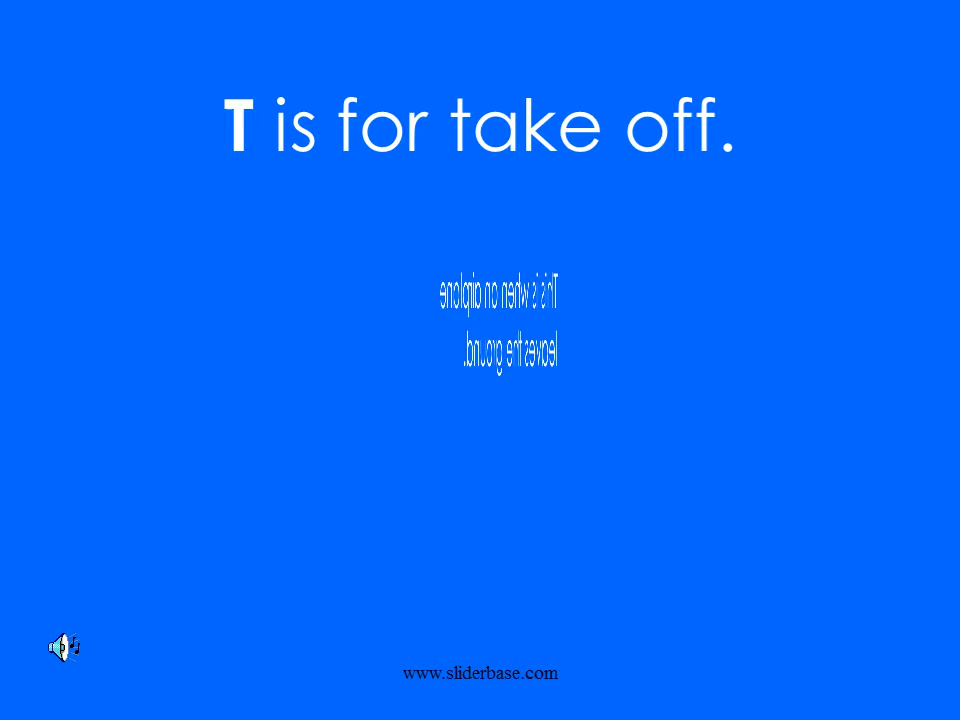 T is for take off.
This is when an airplane
leaves the ground.
www.sliderbase.com